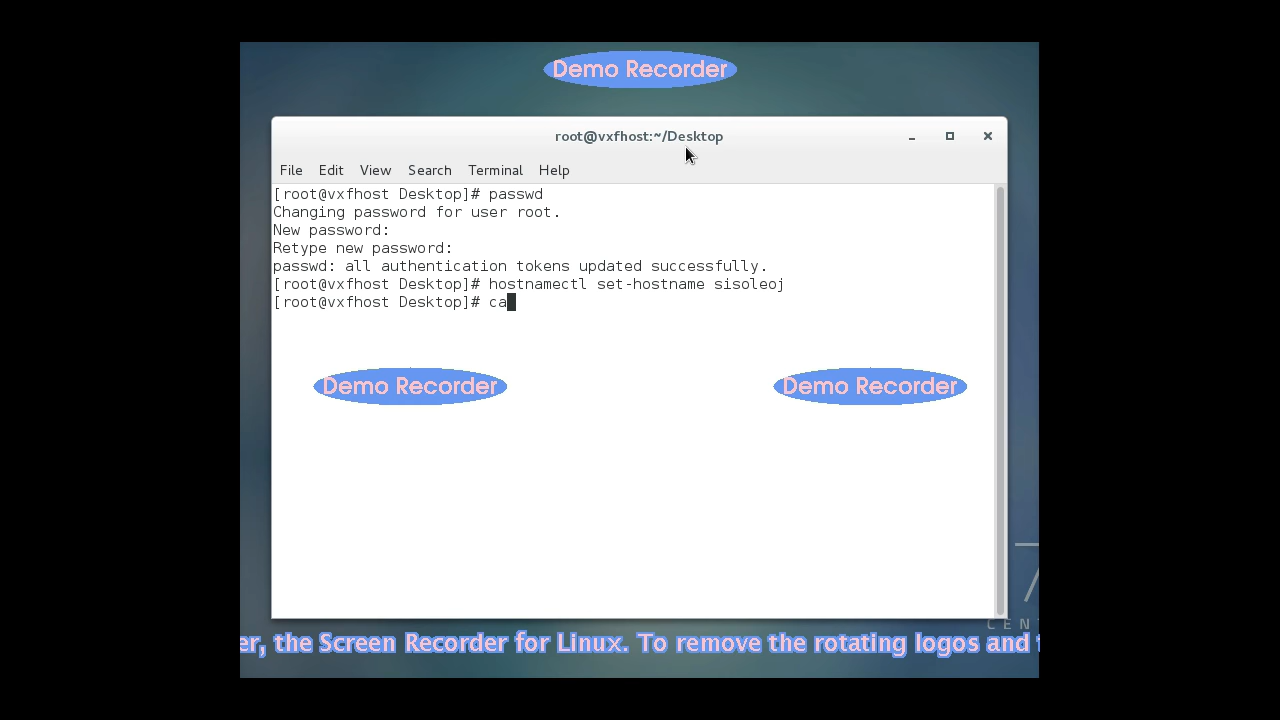 Demo Recorder
root@vxfhost:~/Desktop
File Edit View Search Terminal Help
[root@vxfhost Desktop]# passwd
Changing password for user root.
New password:
Retype new password:
passwd: all authentication tokens updated successfully.
[root@vxfhost Desktop]# hostnamectl set-hostname sisoleoj
[root@vxfhost Desktop]# ca
Demo Recorder Demo Recorder
7
CENT
er, the Screen Recorder for Linux. To remove the rotating logos and t